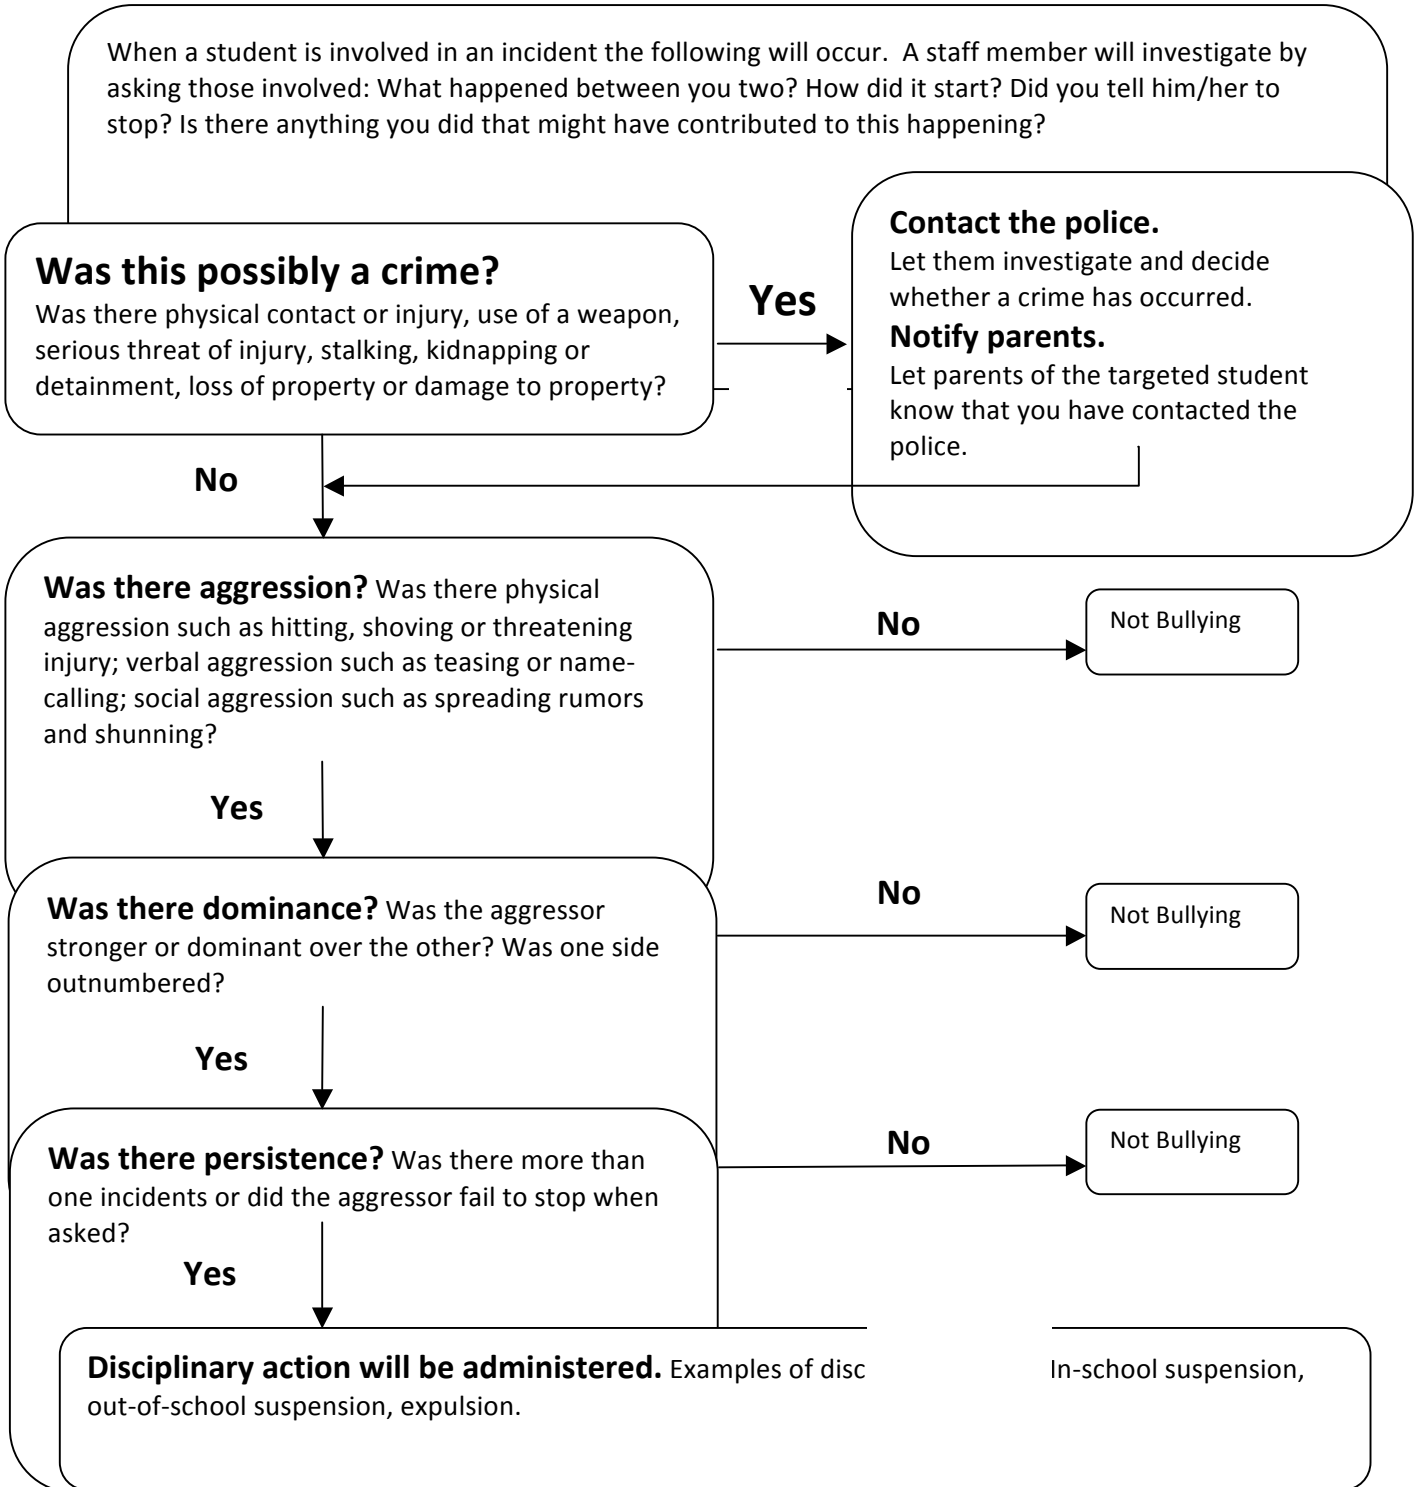 When a student is involved in an incident the following will occur.  A staff member will investigate by
asking those involved: What happened between you two? How did it start? Did you tell him/her to
stop? Is there anything you did that might have contributed to this happening?
Was this possibly a crime?
Was there physical contact or injury, use of a weapon,
serious threat of injury, stalking, kidnapping or
detainment, loss of property or damage to property?
Yes
Contact the police.
Let them investigate and decide
whether a crime has occurred.
Notify parents.
Let parents of the targeted student
know that you have contacted the
police.
No
Was there aggression? Was there physical
aggression such as hitting, shoving or threatening
injury; verbal aggression such as teasing or name-
calling; social aggression such as spreading rumors
and shunning?
No
Not Bullying
Yes
Was there dominance? Was the aggressor
stronger or dominant over the other? Was one side
outnumbered?
No
Not Bullying
Yes
Was there persistence? Was there more than
one incidents or did the aggressor fail to stop when
asked?
No
Not Bullying
Yes
Disciplinary action will be administered. Examples of disc In-school suspension,
out-of-school suspension, expulsion.